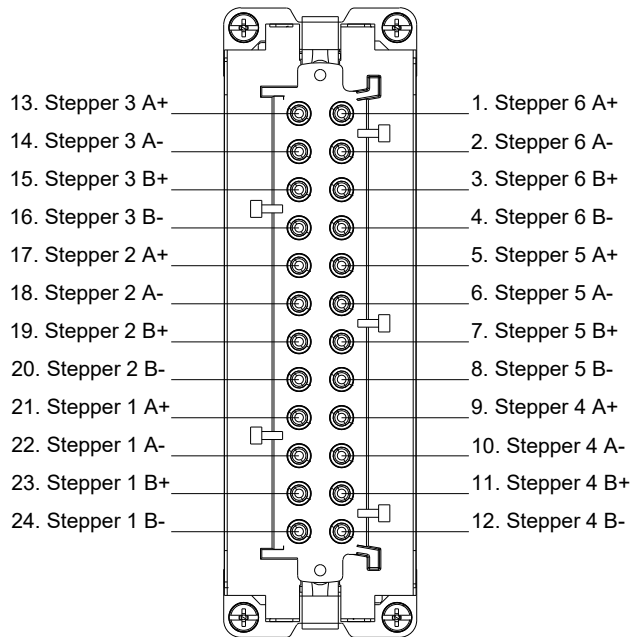 13. Stepper 3 A+
14. Stepper 3 A-
15. Stepper 3 B+
16. Stepper 3 B-
17. Stepper 2 A+
18. Stepper 2 A-
19. Stepper 2 B+
20. Stepper 2 B-
21. Stepper 1 A+
22. Stepper 1 A-
23. Stepper 1 B+
24. Stepper 1 B-
1. Stepper 6 A+
2. Stepper 6 A-
3. Stepper 6 B+
4. Stepper 6 B-
5. Stepper 5 A+
6. Stepper 5 A-
7. Stepper 5 B+
8. Stepper 5 B-
9. Stepper 4 A+
10. Stepper 4 A-
11. Stepper 4 B+
12. Stepper 4 B-